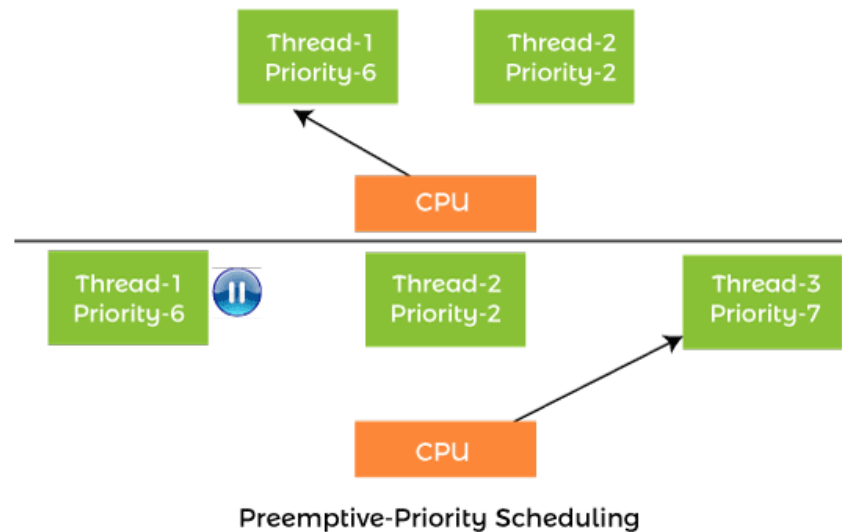 Thread-1
Priority-6
Thread-2
Priority-2
CPU
Thread-1
Priority-6
Thread-2
Priority-2
Thread-3
Priority-7
CPU
Preemptive-Priority Scheduling